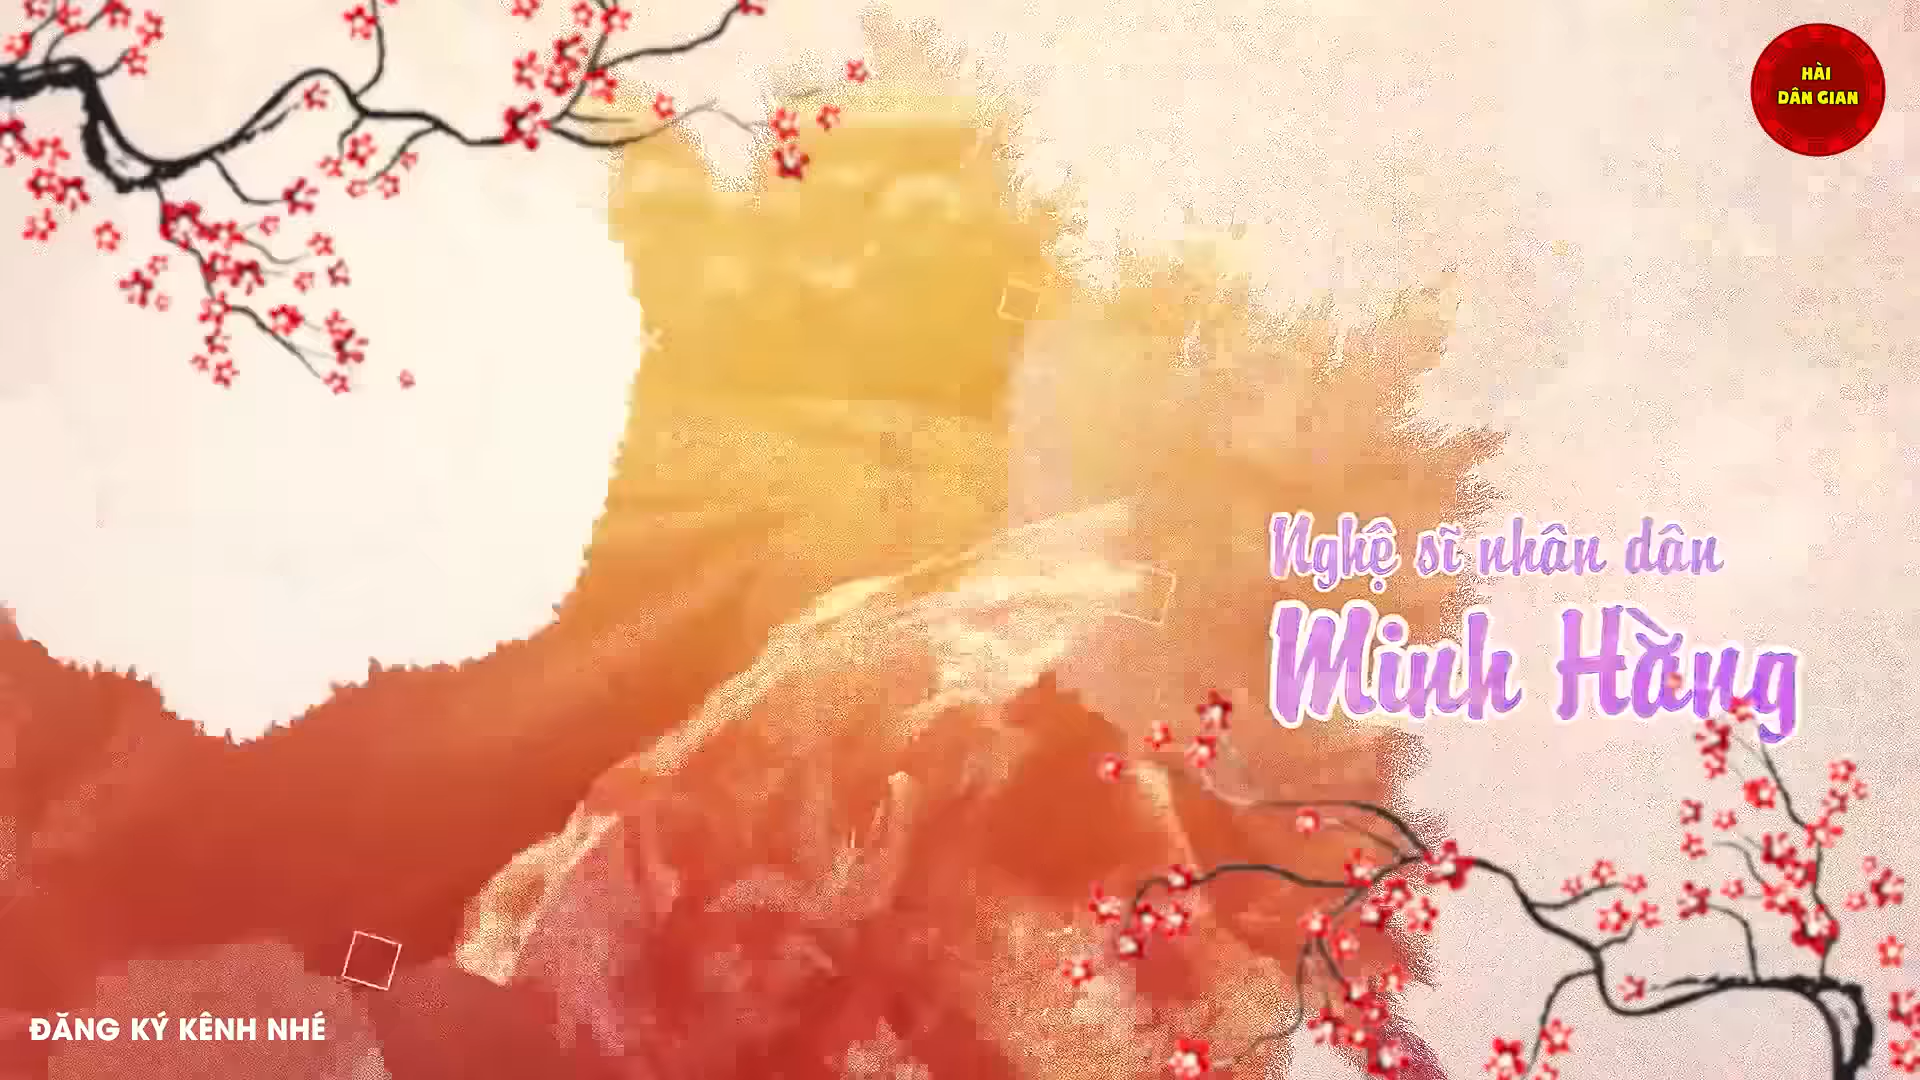 HÀI
DÂN GIAN
Nghệ sĩ nhân dân
Minh Hằng
ĐĂNG KÝ KÊNH NHÉ